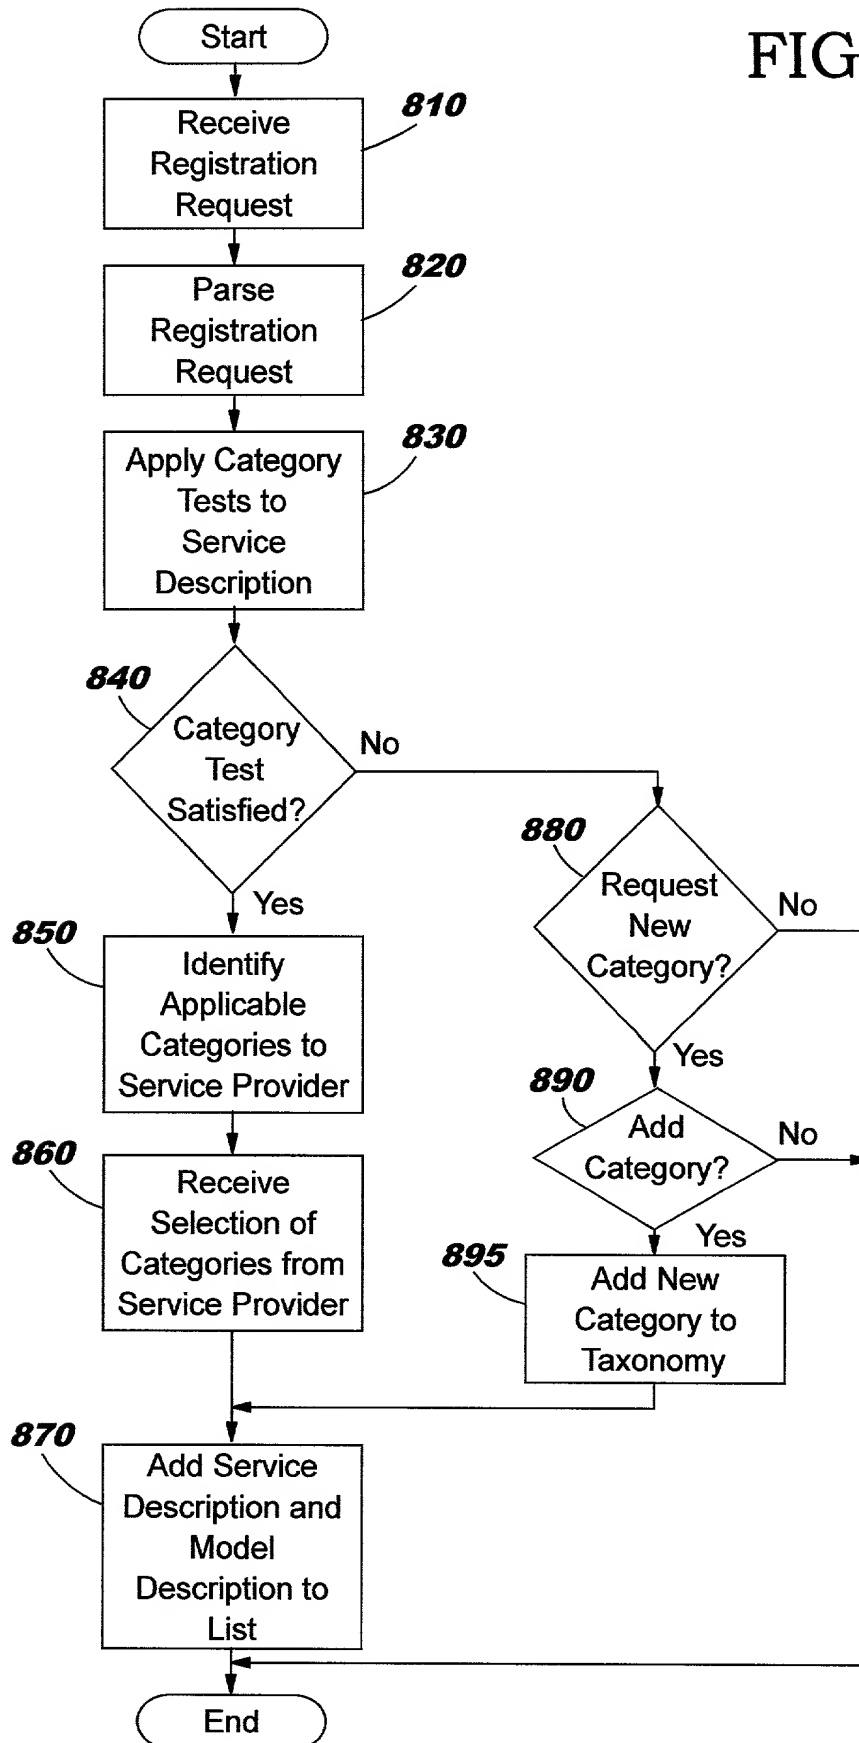 Start
FIG
810
Receive
Registration
Request
820
Parse
Registration
Request
830
Apply Category
Tests to
Service
Description
840
Category
Test
Satisfied?
No
Yes
880
Request
New
Category?
No
Yes
850
Identify
Applicable
Categories to
Service Provider
890
Add
Category?
No
Yes
860
Receive
Selection of
Categories from
Service Provider
895
Add New
Category to
Taxonomy
870
Add Service
Description and
Model
Description to
List
End